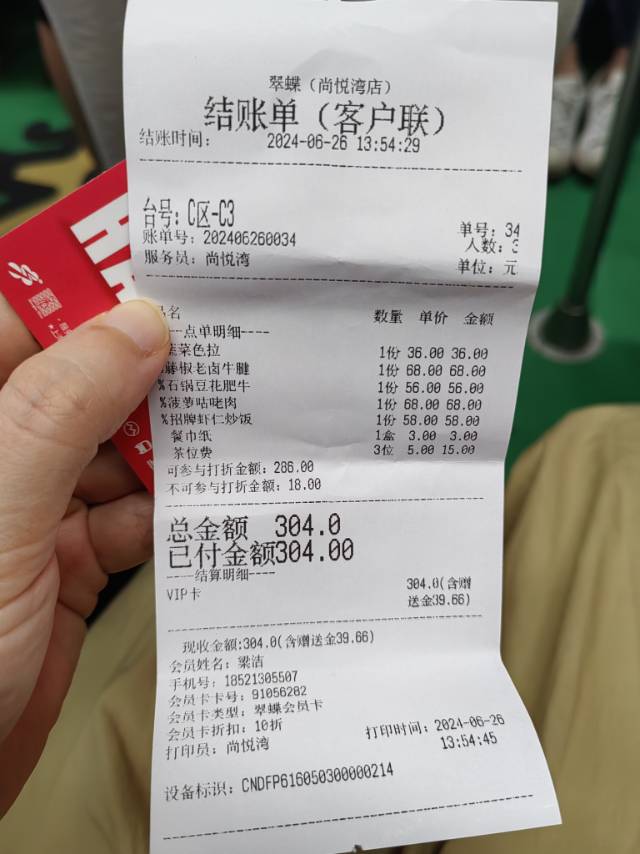 翠蝶（尚悦湾店）
结账单（客户联）
结账时间： 2024-06-26 13:54:29
台号：C区-C3 单号：34
账单号：202406260034 人数：3
服务员：尚悦湾 单位：元
名 数量 单价 金额
----点单明细----
菜色拉 1份 36.00 36.00
藤椒老卤牛腱 1份 68.00 68.00
%石锅豆花肥牛 1份 56.00 56.00
%菠萝咕咾肉 1份 68.00 68.00
%招牌虾仁炒饭 1份 58.00 58.00
餐巾纸 1盒 3.00 3.00
茶位费 3位 5.00 15.00
可参与打折金额：286.00
不可参与打折金额：18.00
总金额 304.0
已付金额304.00
----结算明细----
VIP卡 304.0(含赠
送金39.66)
现收金额:304.0(含赠送金39.66)
会员姓名：梁洁
手机号：18521305507
会员卡卡号：91056282
会员卡类型：翠蝶会员卡
会员卡折扣：10折
打印员：尚悦湾 打印时间：2024-06-26
13:54:45
设备标识：CNDFP616050300000214